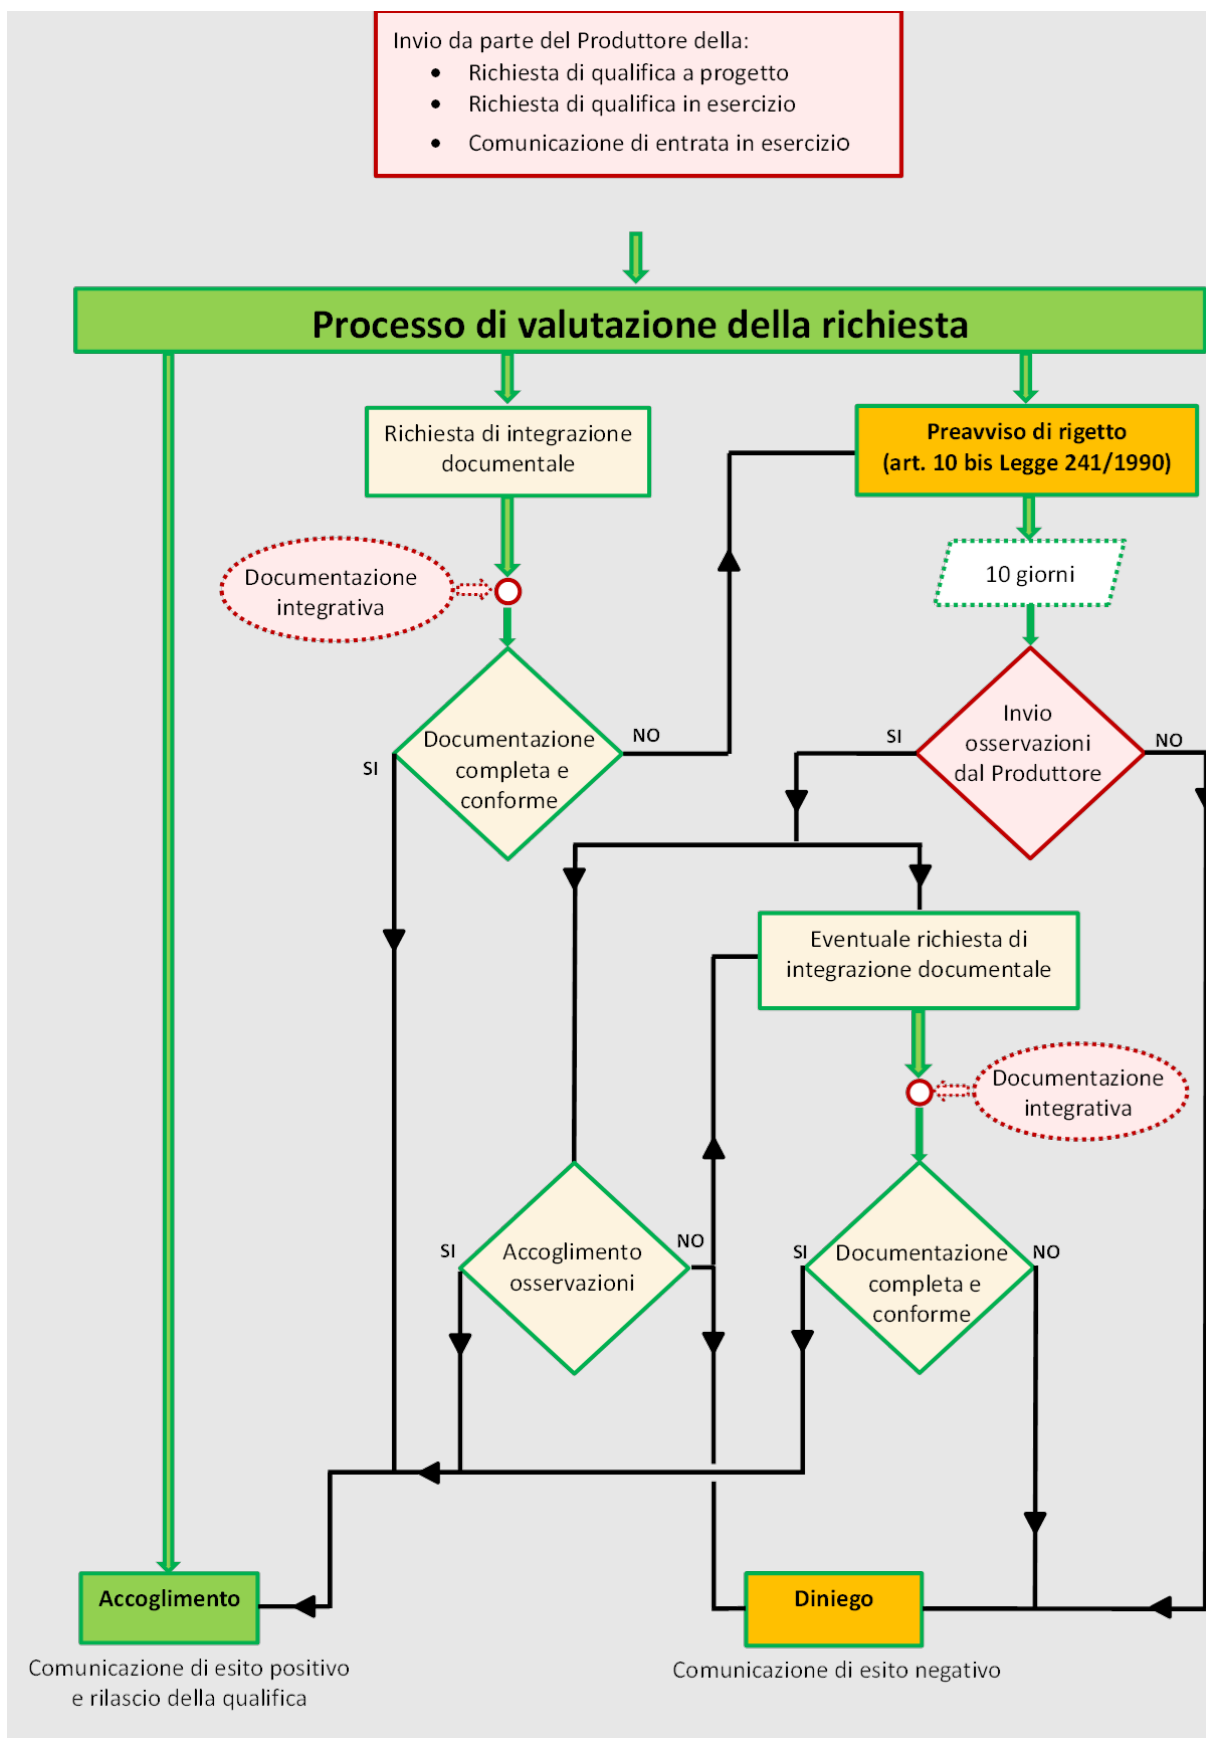 Invio da parte del Produttore della:
• Richiesta di qualifica a progetto
• Richiesta di qualifica in esercizio
• Comunicazione di entrata in esercizio
Processo di valutazione della richiesta
Richiesta di integrazione
documentale
Preavviso di rigetto
(art. 10 bis Legge 241/1990)
Documentazione
integrativa
10 giorni
Documentazione
completa e
conforme
SI
NO
Invio
osservazioni
dal Produttore
SI
NO
Eventuale richiesta di
integrazione documentale
Documentazione
integrativa
Accoglimento
osservazioni
SI
NO
Documentazione
completa e
conforme
SI
NO
Accoglimento
Diniego
Comunicazione di esito positivo
e rilascio della qualifica
Comunicazione di esito negativo